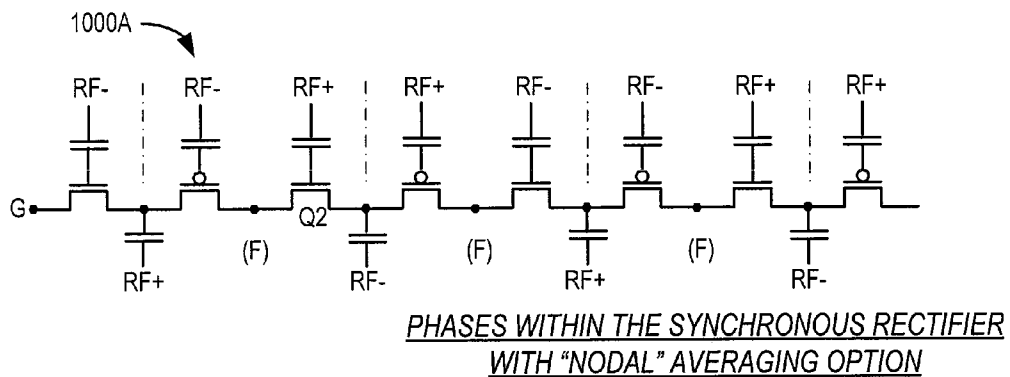 1000A
RF- RF- RF+ RF+ RF- RF- RF+ RF+
G
Q2
(F) (F) (F)
RF+ RF- RF+ RF-
PHASES WITHIN THE SYNCHRONOUS RECTIFIER
WITH “NODAL” AVERAGING OPTION